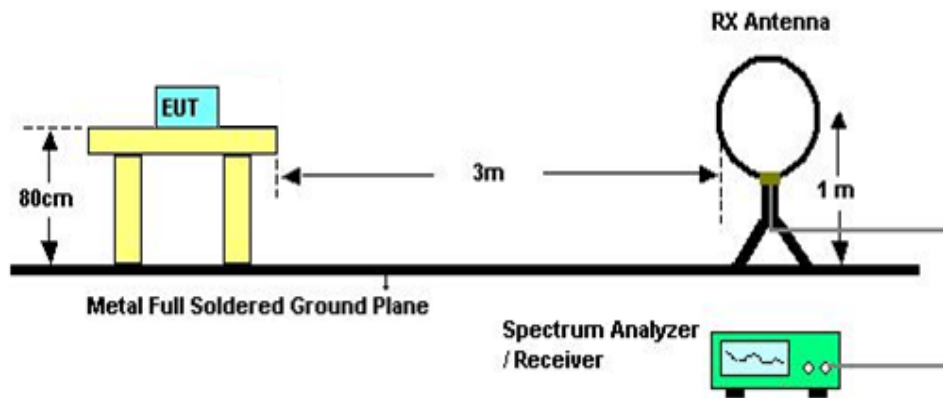 RX Antenna
EUT
3m
80cm
1 m
Metal Full Soldered Ground Plane
Spectrum Analyzer
/ Receiver